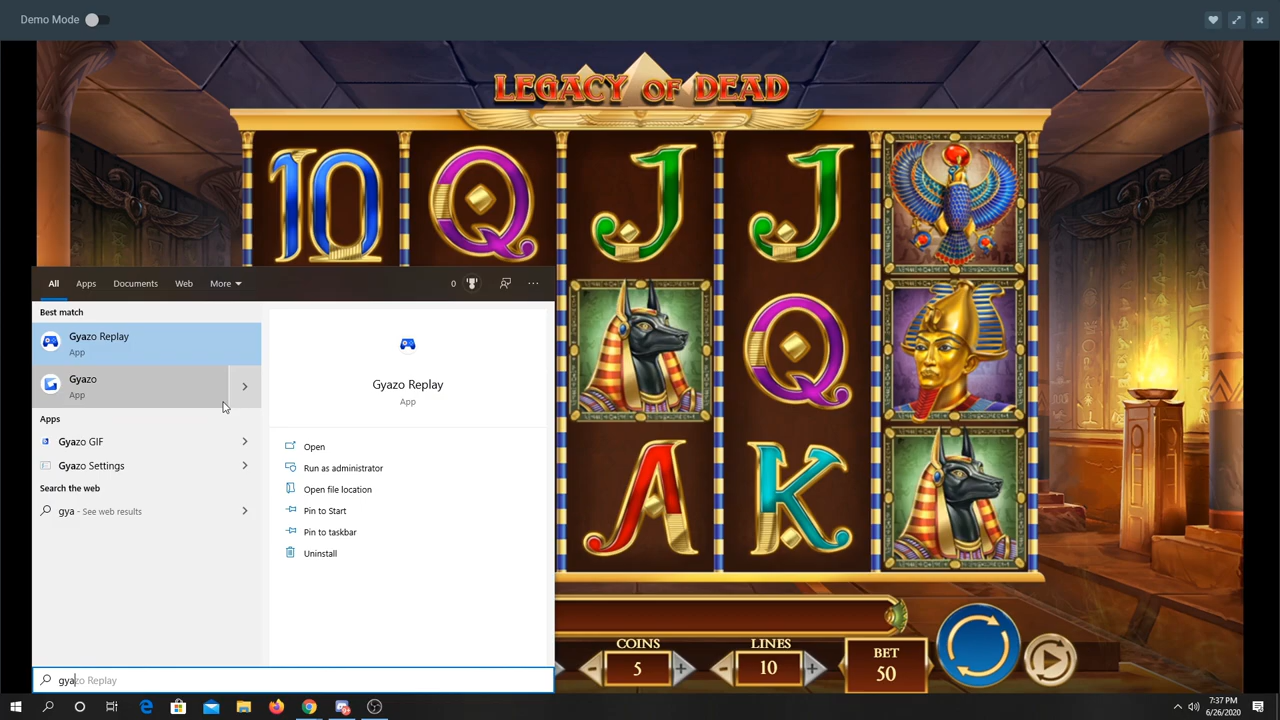 Demo Mode
LEGACY OF DEAD
10
Q
J
J
All
Apps
Documents
Web
More
0
Best match
Gyazo Replay
App
Gyazo
App
Apps
Gyazo GIF
Gyazo Settings
Search the web
gya - See web results
Gyazo Replay
App
Open
Run as administrator
Open file location
Pin to Start
Pin to taskbar
Uninstall
Q
A
K
COINS
5
LINES
10
BET
50
gyazo Replay
7:37 PM
6/26/2020